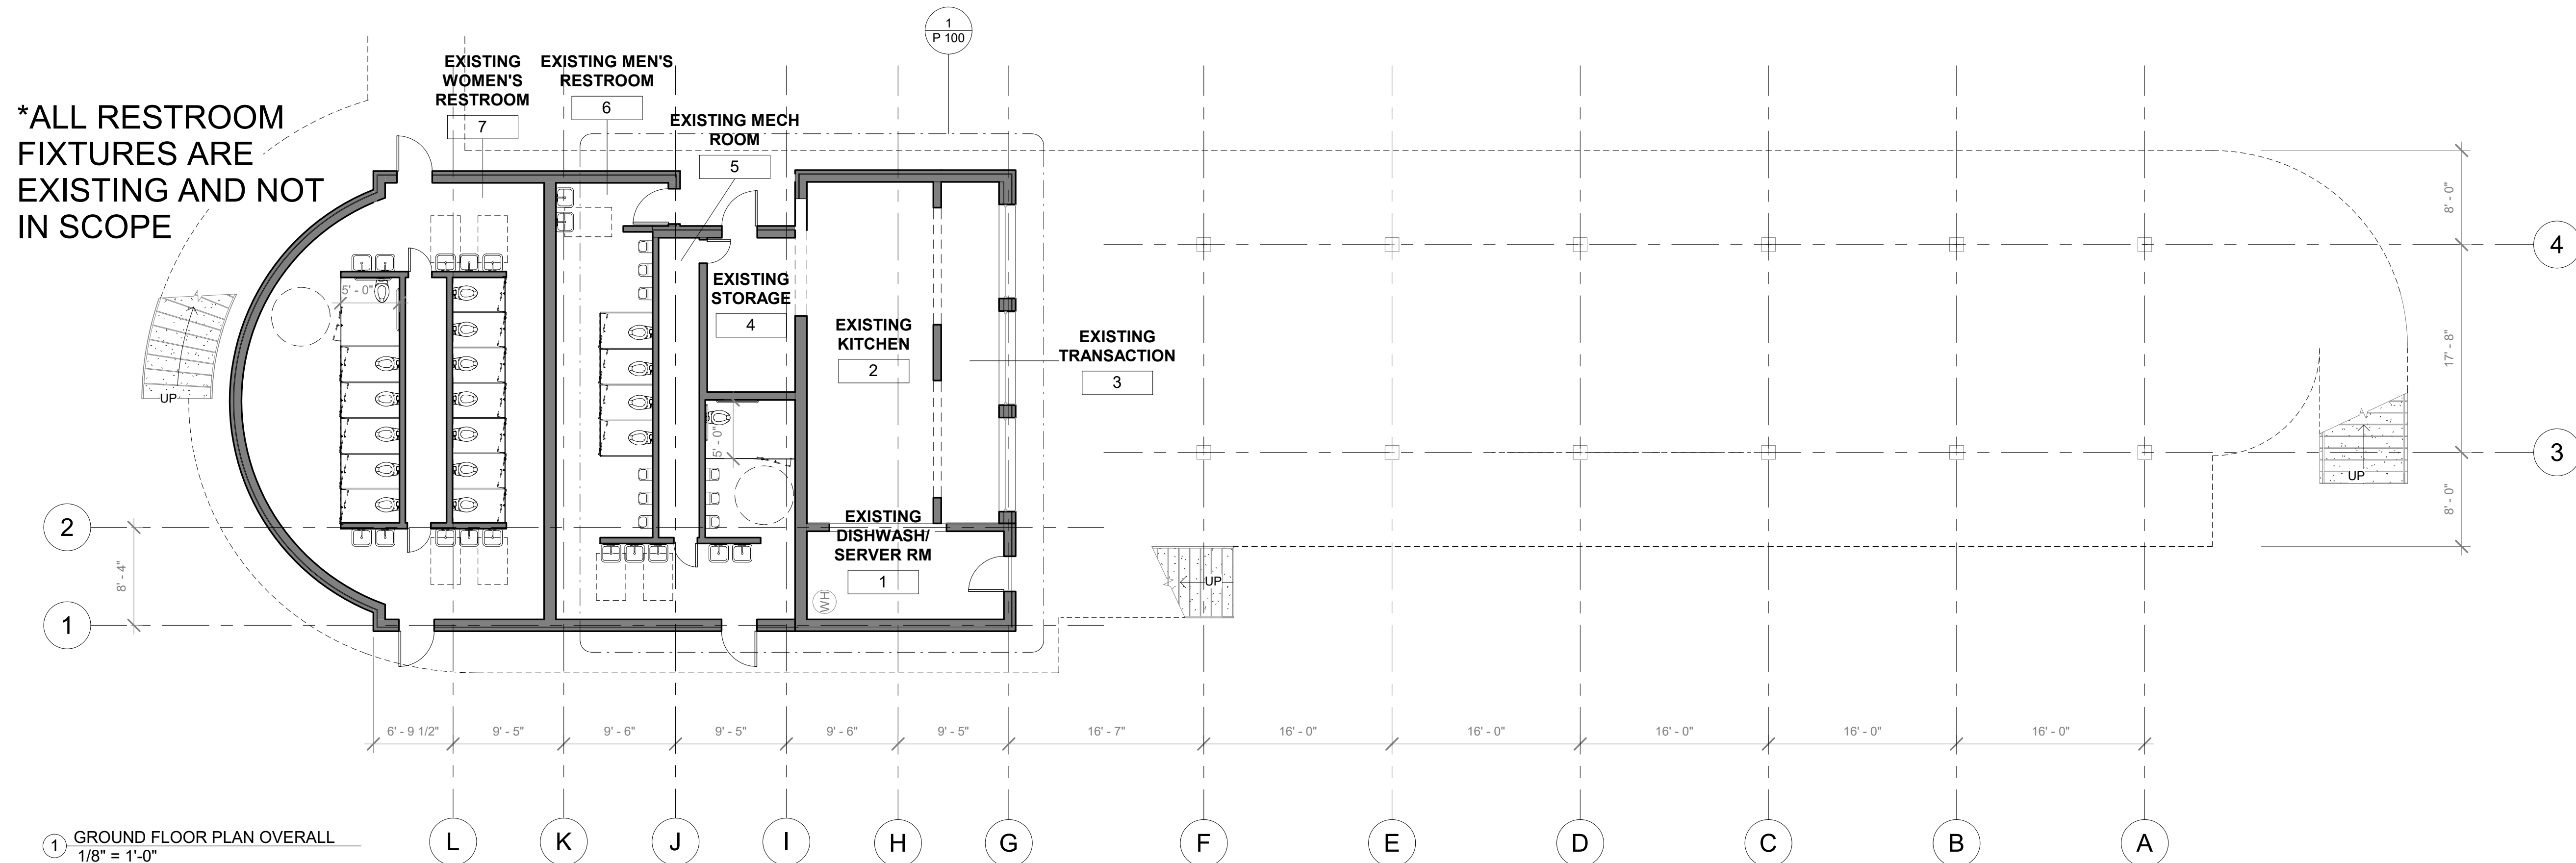 1
P 100
EXISTING
WOMEN'S
RESTROOM
7
EXISTING MEN'S
RESTROOM
6
EXISTING MECH
ROOM
5
*ALL RESTROOM
FIXTURES ARE
EXISTING AND NOT
IN SCOPE
EXISTING
STORAGE
4
EXISTING
KITCHEN
2
EXISTING
TRANSACTION
3
EXISTING
DISHWASH/
SERVER RM
1
WH
5' - 0"
5' - 0"
UP
UP
UP
8' - 0"
17' - 8"
8' - 0"
4
3
2
1
8' - 4"
6' - 9 1/2"
9' - 5"
9' - 6"
9' - 5"
9' - 6"
9' - 5"
16' - 7"
16' - 0"
16' - 0"
16' - 0"
16' - 0"
16' - 0"
L
K
J
I
H
G
F
E
D
C
B
A
1
GROUND FLOOR PLAN OVERALL
1/8" = 1'-0"